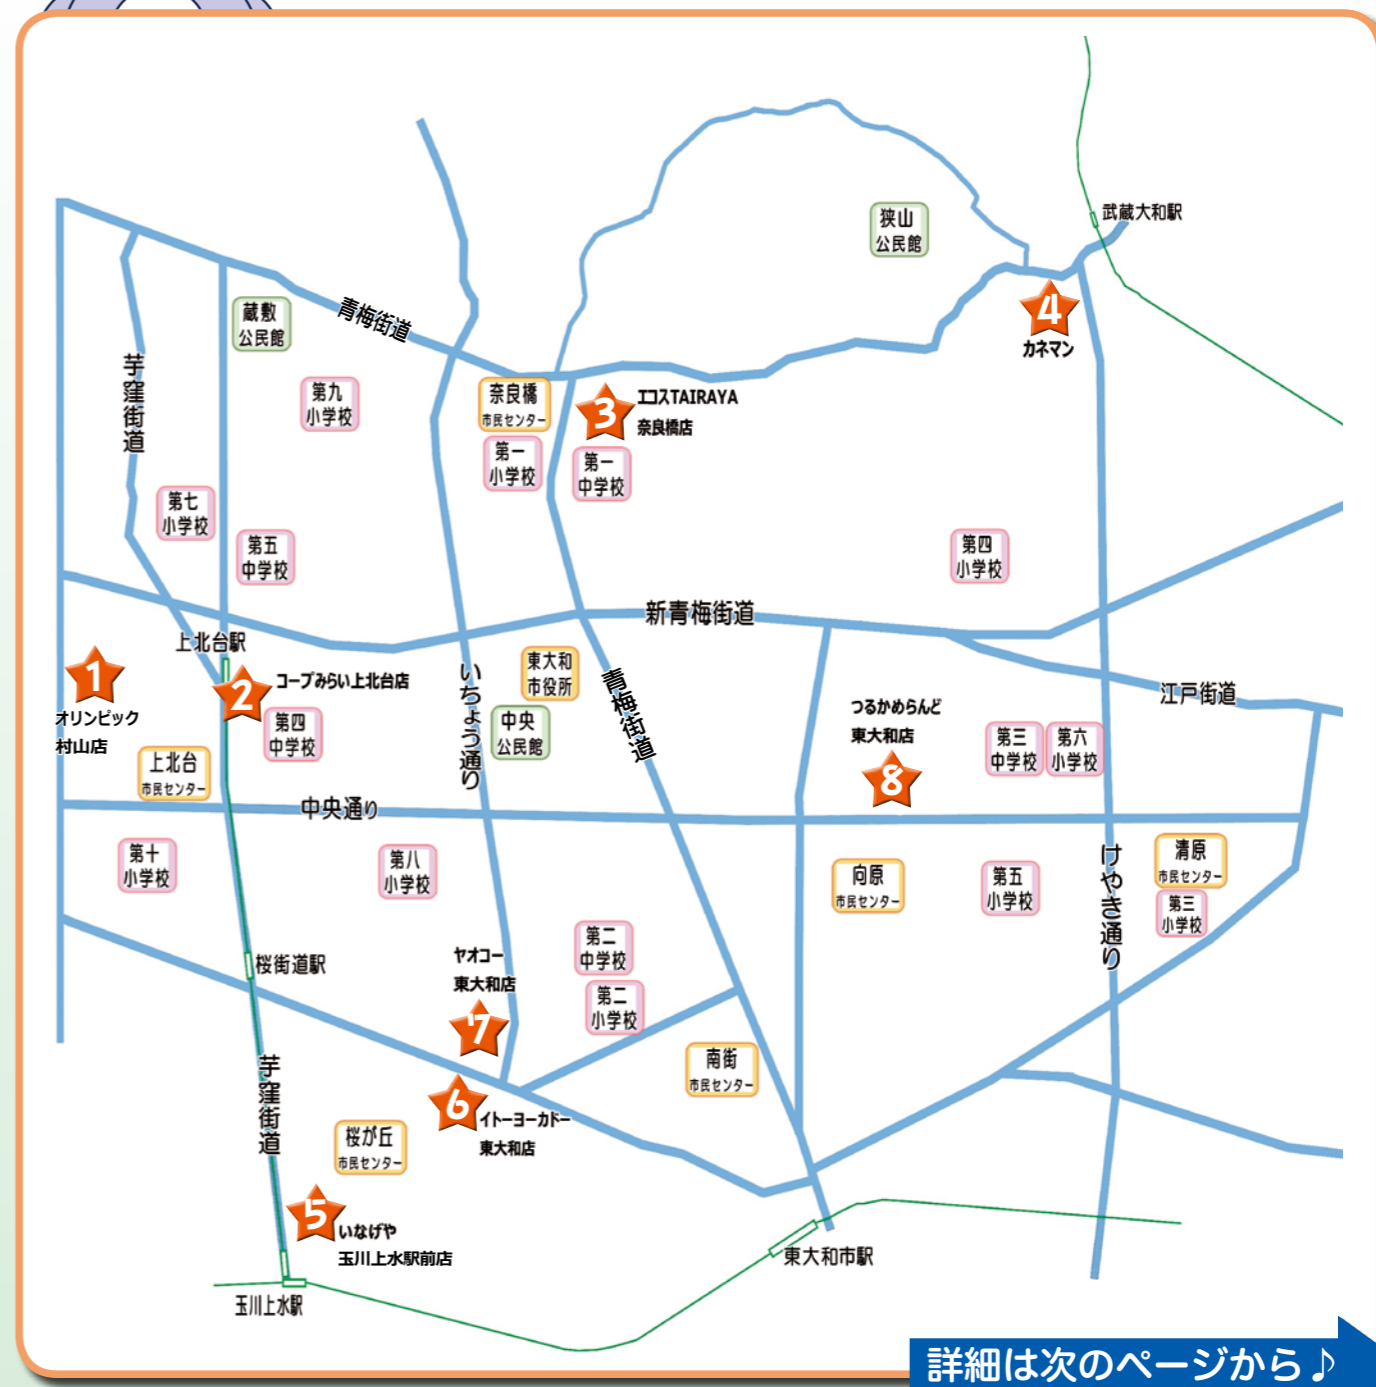 武蔵大和駅
狭山
公民館
4
カネマン
蔵敷
公民館
青梅街道
芋窪街道
第九
小学校
奈良橋
市民センター
3
エコスTAIRAYA
奈良橋店
第一
小学校
第一
中学校
第七
小学校
第五
中学校
第四
小学校
新青梅街道
上北台駅
1
オリンピック
村山店
2
コープみらい上北台店
第四
中学校
上北台
市民センター
いちょう通り
東大和
市役所
中央
公民館
青梅街道
つるかめらんど
東大和店
8
第三
中学校
第六
小学校
江戸街道
中央通り
第十
小学校
第八
小学校
向原
市民センター
第五
小学校
けやき通り
清原
市民センター
第三
小学校
桜街道駅
ヤオコー
東大和店
7
第二
中学校
第二
小学校
南街
市民センター
芋窪街道
6
イトーヨーカドー
東大和店
桜が丘
市民センター
5
いなげや
玉川上水駅前店
玉川上水駅
東大和市駅
詳細は次のページから♪